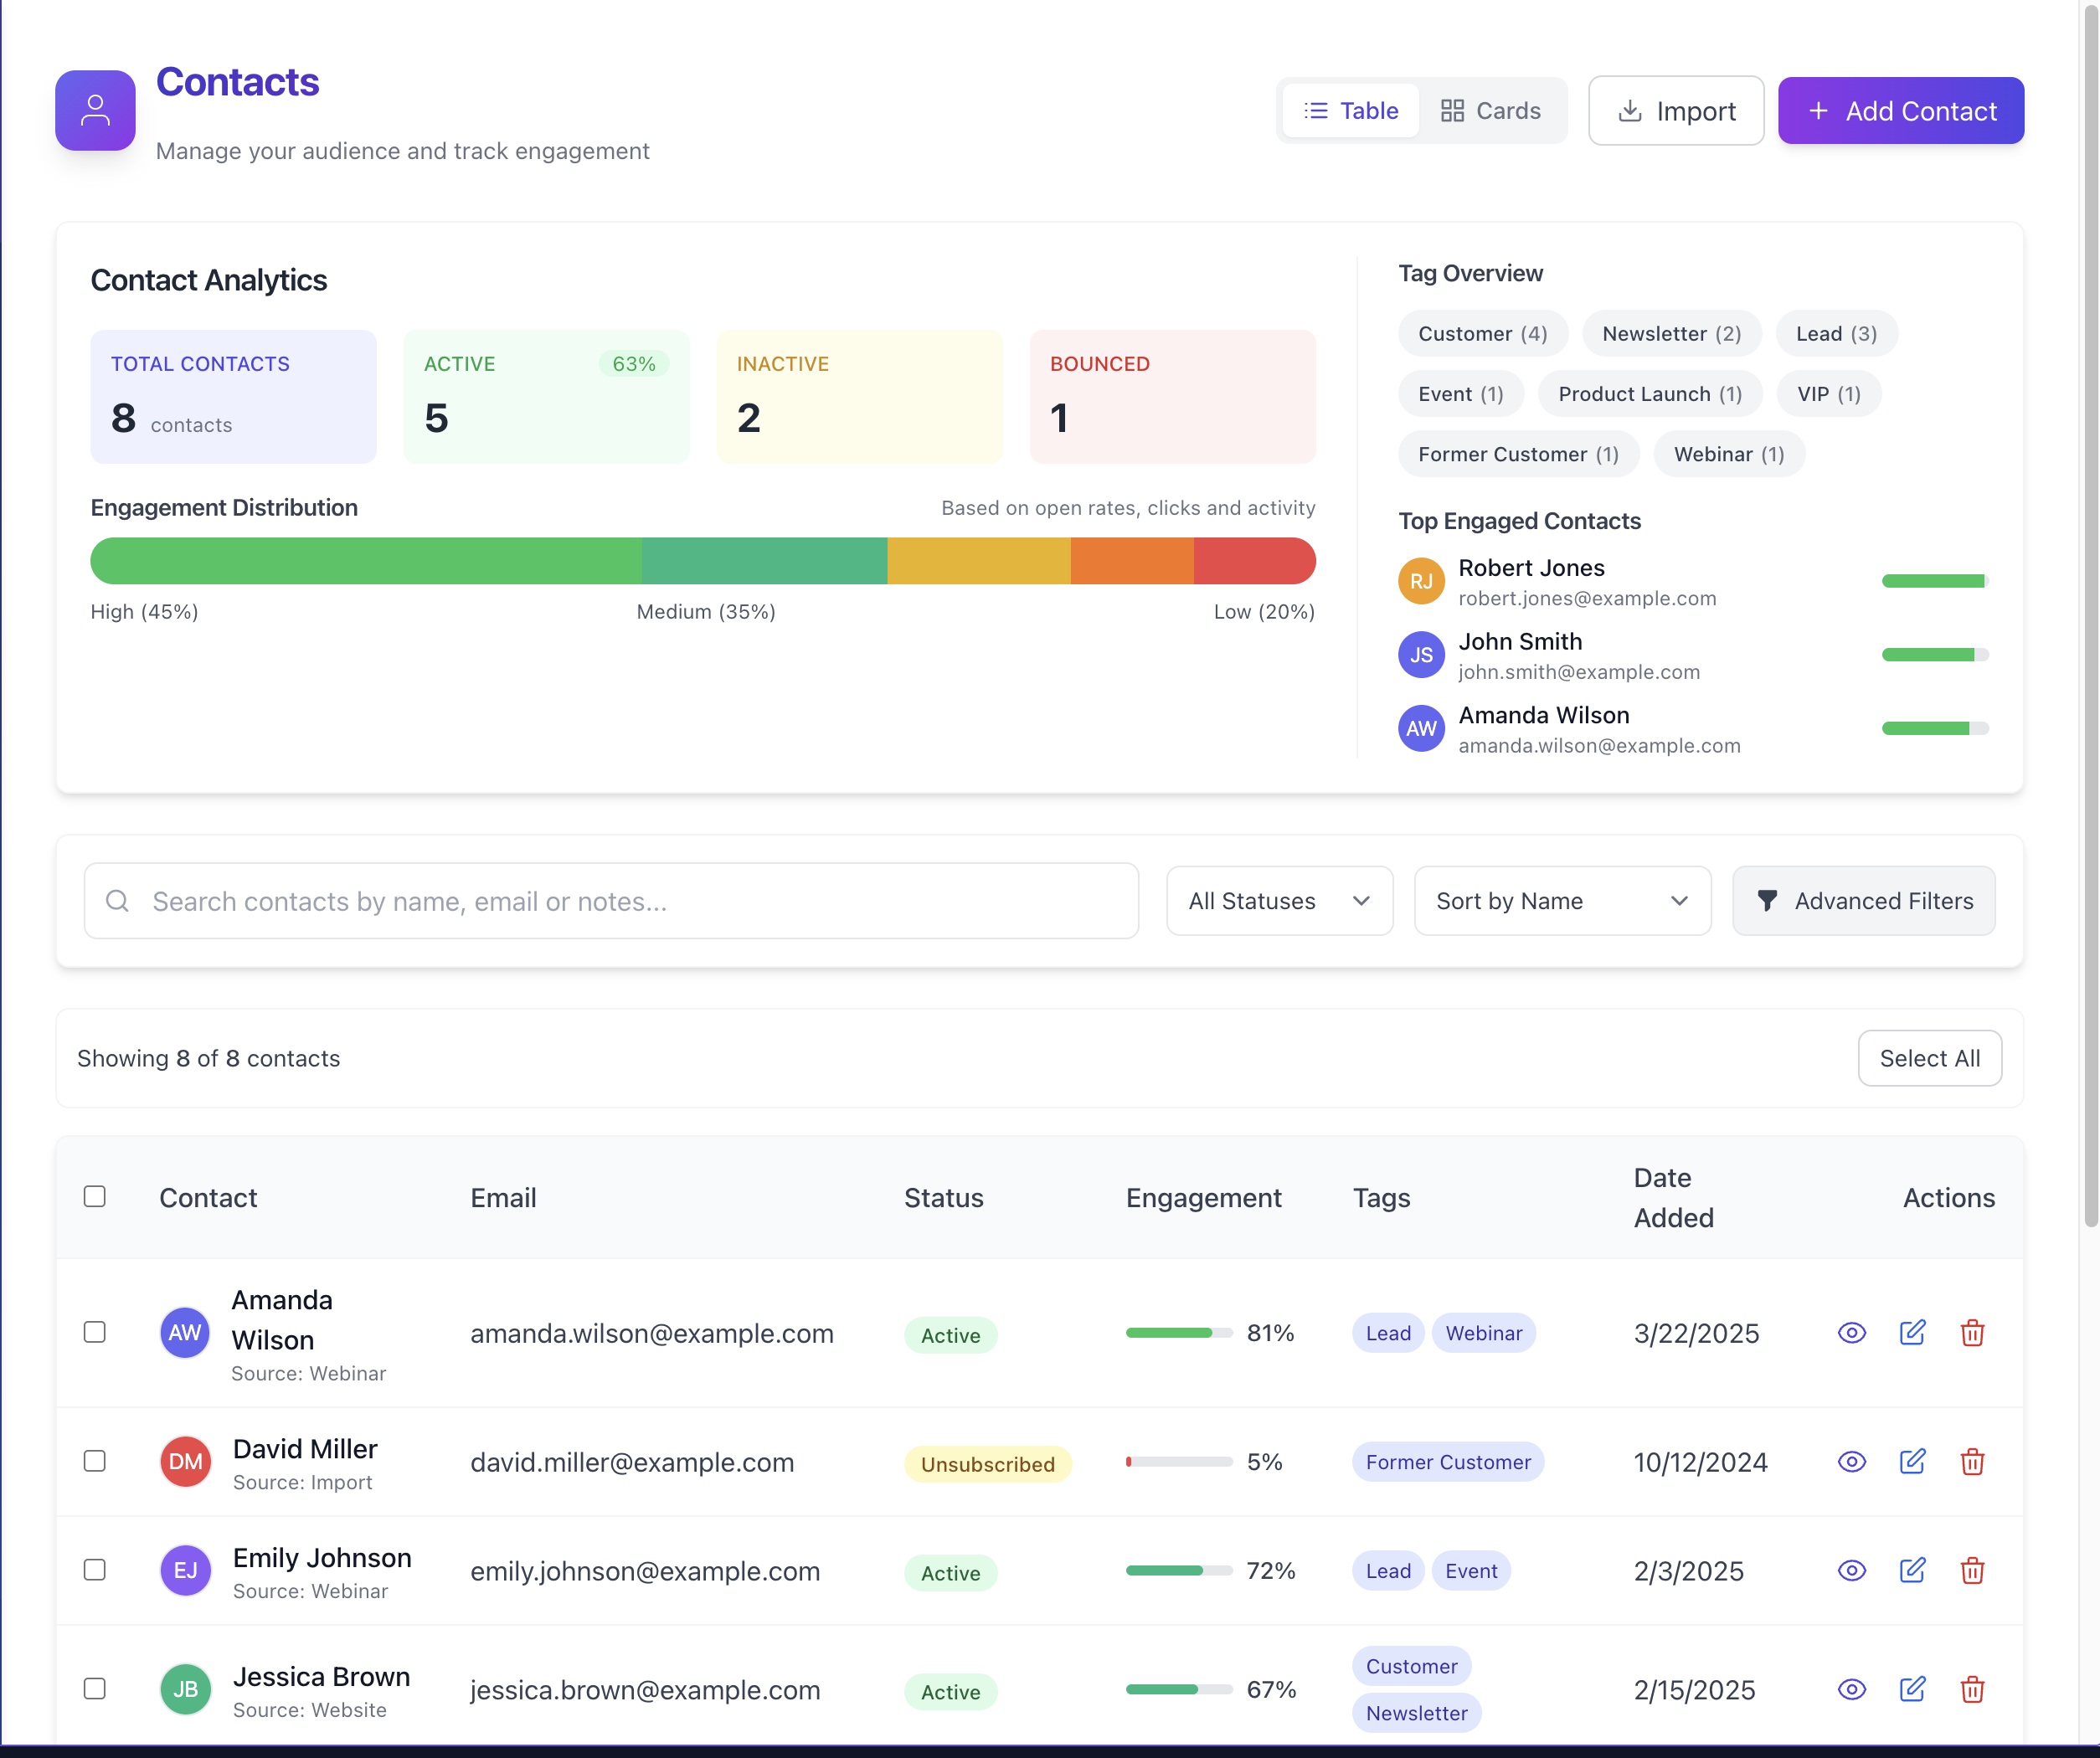 Contacts
Manage your audience and track engagement
Table
Cards
Import
Add Contact
Contact Analytics
TOTAL CONTACTS
8 contacts
ACTIVE 63%
5
INACTIVE
2
BOUNCED
1
Engagement Distribution
Based on open rates, clicks and activity
High (45%)
Medium (35%)
Low (20%)
Tag Overview
Customer (4)
Newsletter (2)
Lead (3)
Event (1)
Product Launch (1)
VIP (1)
Former Customer (1)
Webinar (1)
Top Engaged Contacts
RJ
Robert Jones
robert.jones@example.com
JS
John Smith
john.smith@example.com
AW
Amanda Wilson
amanda.wilson@example.com
Search contacts by name, email or notes...
All Statuses
Sort by Name
Advanced Filters
Showing 8 of 8 contacts
Select All
Contact
Email
Status
Engagement
Tags
Date
Added
Actions
AW
Amanda
Wilson
Source: Webinar
amanda.wilson@example.com
Active
81%
Lead
Webinar
3/22/2025
DM
David Miller
Source: Import
david.miller@example.com
Unsubscribed
5%
Former Customer
10/12/2024
EJ
Emily Johnson
Source: Webinar
emily.johnson@example.com
Active
72%
Lead
Event
2/3/2025
JB
Jessica Brown
Source: Website
jessica.brown@example.com
Active
67%
Customer
Newsletter
2/15/2025